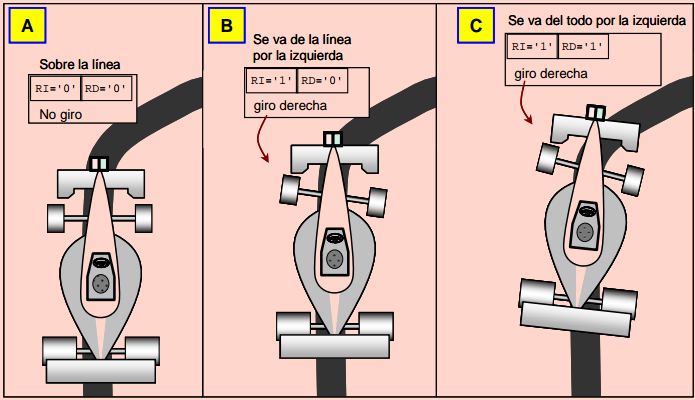 A
Sobre la línea
RI='0' RD='0'
No giro
B
Se va de la línea
por la izquierda
RI='1' RD='0'
giro derecha
C
Se va del todo por la izquierda
RI='1' RD='1'
giro derecha